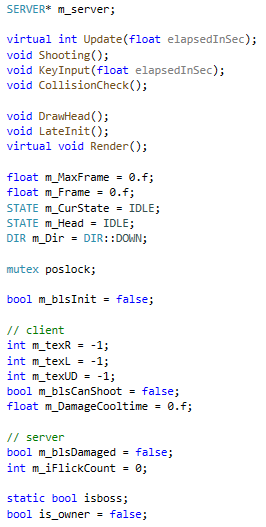 SERVER* m_server;
virtual int Update(float elapsedInSec);
void Shooting();
void KeyInput(float elapsedInSec);
void CollisionCheck();
void DrawHead();
void LateInit();
virtual void Render();
float m_MaxFrame = 0.f;
float m_Frame = 0.f;
STATE m_CurState = IDLE;
STATE m_Head = IDLE;
DIR m_Dir = DIR::DOWN;
mutex poslock;
bool m_blsInit = false;
// client
int m_texR = -1;
int m_texL = -1;
int m_texUD = -1;
bool m_blsCanShoot = false;
float m_DamageCooltime = 0.f;
// server
bool m_blsDamaged = false;
int m_iFlickCount = 0;
static bool isboss;
bool is_owner = false;